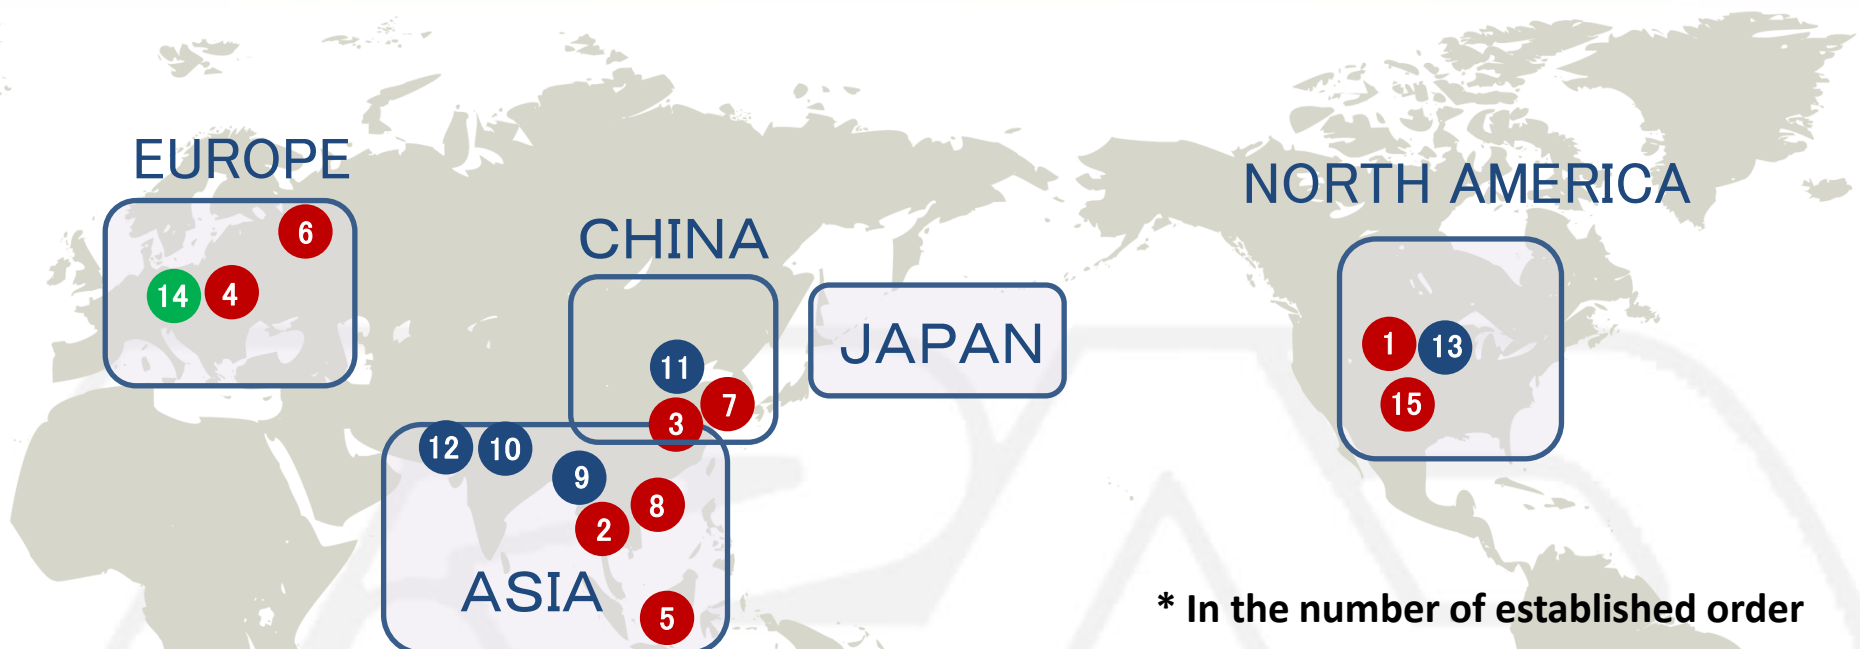 EUROPE
NORTH AMERICA
6
CHINA
14 4
JAPAN
1 13
11
7
15
3
12 10
9
8
2
ASIA
5
* In the number of established order